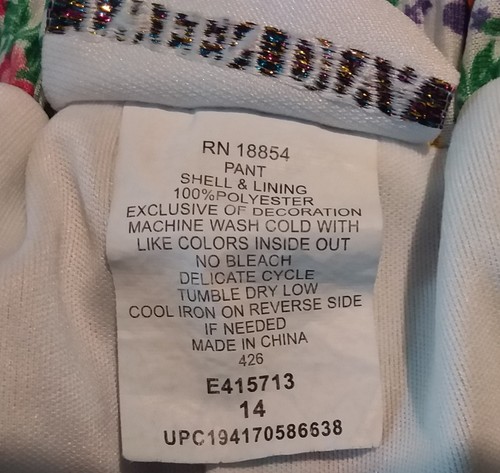 RN 18854
PANT
SHELL & LINING
100%POLYESTER
EXCLUSIVE OF DECORATION
MACHINE WASH COLD WITH
LIKE COLORS INSIDE OUT
NO BLEACH
DELICATE CYCLE
TUMBLE DRY LOW
COOL IRON ON REVERSE SIDE
IF NEEDED
MADE IN CHINA
426
E415713
14
UPC194170586638